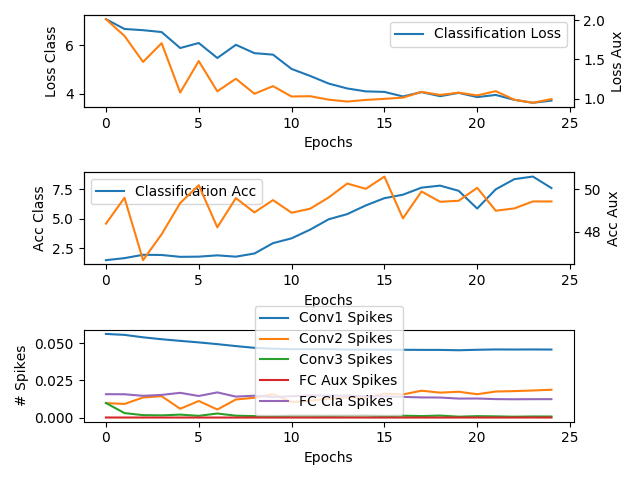 Loss Class
6
4
Classification Loss
2.0
1.5
1.0
Loss Aux
0 5 10 15 20 25
Epochs
Acc Class
7.5
5.0
2.5
Classification Acc
50
48
Acc Aux
0 5 10 15 20 25
Epochs
# Spikes
0.050
0.025
0.000
Conv1 Spikes
Conv2 Spikes
Conv3 Spikes
FC Aux Spikes
FC Cla Spikes
0 5 10 15 20 25
Epochs